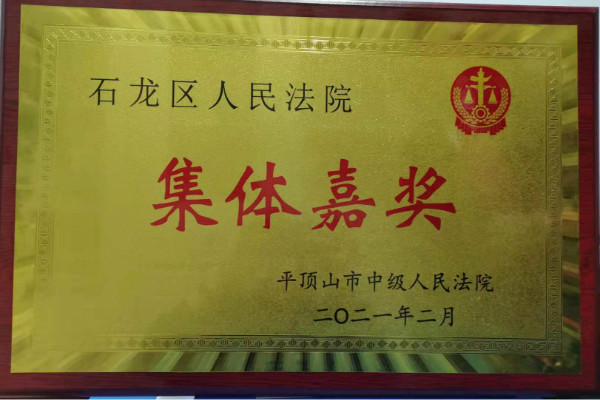 石龙区人民法院
集体嘉奖
平顶山市中级人民法院
二〇二一年二月